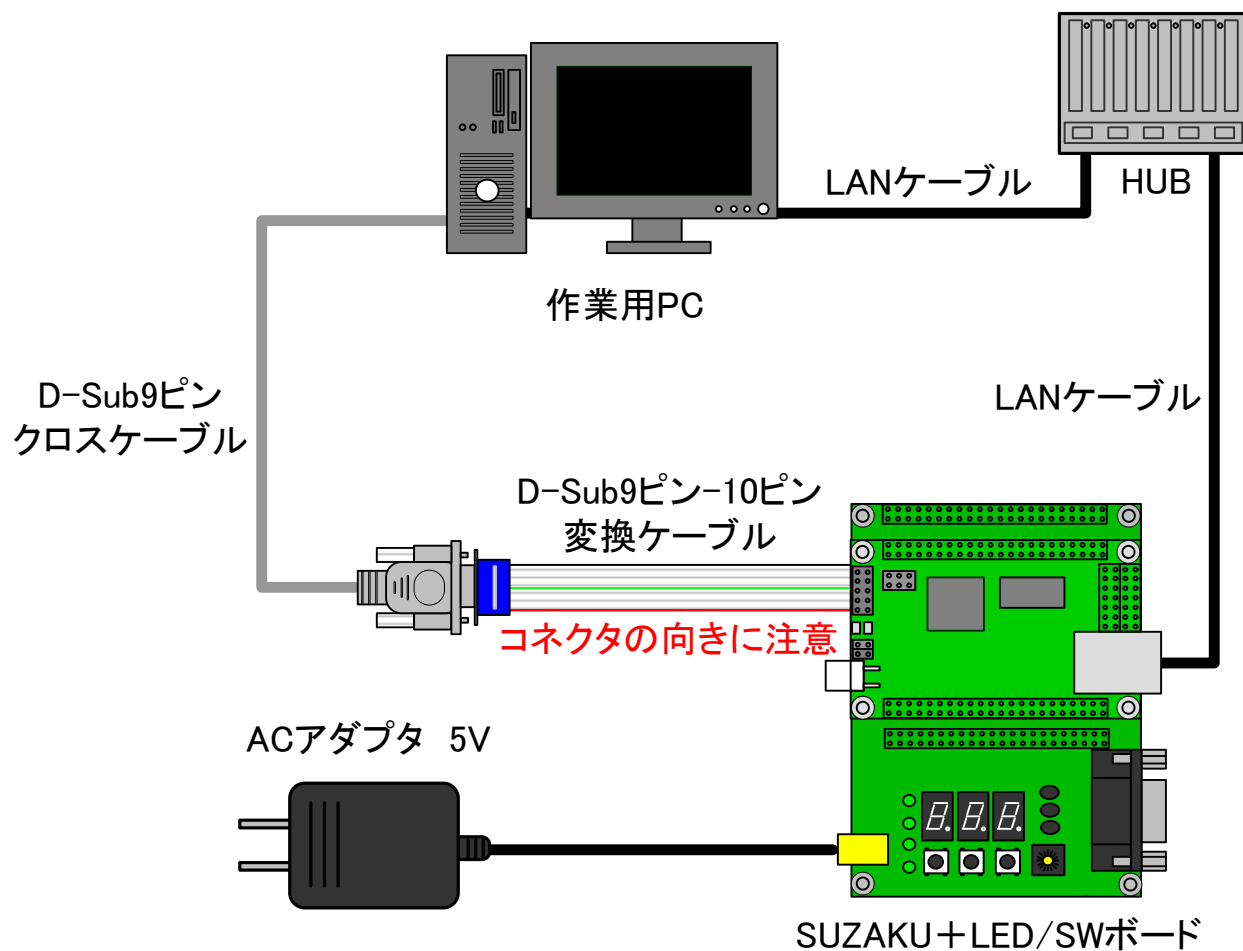 LANケーブル
HUB
作業用PC
D-Sub9ピン
クロスケーブル
LANケーブル
D-Sub9ピン-10ピン
変換ケーブル
コネクタの向きに注意
ACアダプタ 5V
SUZAKU+LED/SWボード